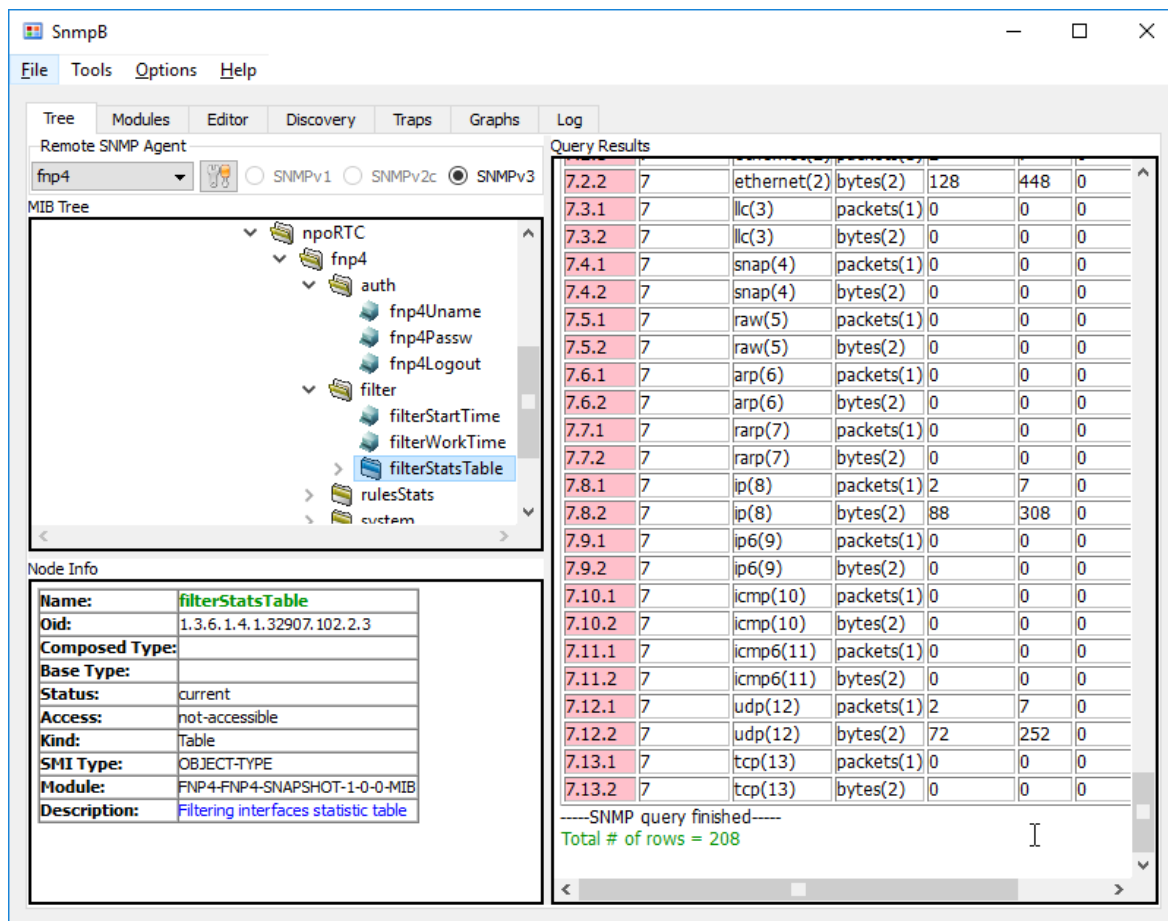 SnmpB
File Tools Options Help
Tree Modules Editor Discovery Traps Graphs Log
Remote SNMP Agent
fnp4 SNMPv1 SNMPv2c SNMPv3
MIB Tree
npoRTC
fnp4
auth
fnp4Uname
fnp4Passw
fnp4Logout
filter
filterStartTime
filterWorkTime
filterStatsTable
rulesStats
system
Node Info
Name: filterStatsTable
Oid: 1.3.6.1.4.1.32907.102.2.3
Composed Type:
Base Type:
Status: current
Access: not-accessible
Kind: Table
SMI Type: OBJECT-TYPE
Module: FNP4-FNP4-SNAPSHOT-1-0-0-MIB
Description: Filtering interfaces statistic table
Query Results
7.2.2 7 ethernet(2) bytes(2) 128 448 0
7.3.1 7 llc(3) packets(1) 0 0 0
7.3.2 7 llc(3) bytes(2) 0 0 0
7.4.1 7 snap(4) packets(1) 0 0 0
7.4.2 7 snap(4) bytes(2) 0 0 0
7.5.1 7 raw(5) packets(1) 0 0 0
7.5.2 7 raw(5) bytes(2) 0 0 0
7.6.1 7 arp(6) packets(1) 0 0 0
7.6.2 7 arp(6) bytes(2) 0 0 0
7.7.1 7 rarp(7) packets(1) 0 0 0
7.7.2 7 rarp(7) bytes(2) 0 0 0
7.8.1 7 ip(8) packets(1) 2 7 0
7.8.2 7 ip(8) bytes(2) 88 308 0
7.9.1 7 ip6(9) packets(1) 0 0 0
7.9.2 7 ip6(9) bytes(2) 0 0 0
7.10.1 7 icmp(10) packets(1) 0 0 0
7.10.2 7 icmp(10) bytes(2) 0 0 0
7.11.1 7 icmp6(11) packets(1) 0 0 0
7.11.2 7 icmp6(11) bytes(2) 0 0 0
7.12.1 7 udp(12) packets(1) 2 7 0
7.12.2 7 udp(12) bytes(2) 72 252 0
7.13.1 7 tcp(13) packets(1) 0 0 0
7.13.2 7 tcp(13) bytes(2) 0 0 0
-----SNMP query finished-----
Total # of rows = 208